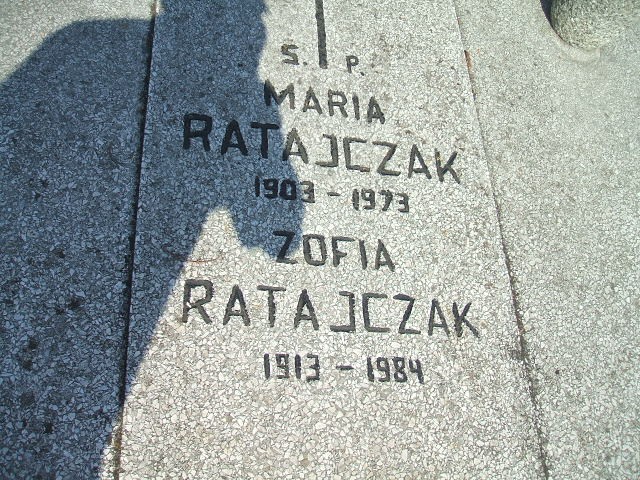 Ś. P.
MARIA
RATAJCZAK
1903 - 1973
ZOFIA
RATAJCZAK
1913 - 1984